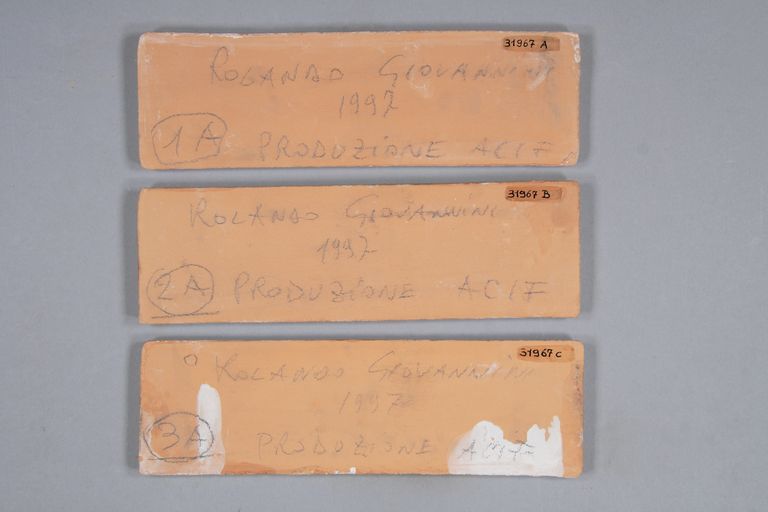 31967 A
ROLANDO GIOVANNINI
1997
1A PRODUZIONE ACIF
31967 B
ROLANDO GIOVANNINI
1997
2A PRODUZIONE ACIF
31967 C
ROLANDO GIOVANNINI
1997
3A PRODUZIONE ACIF